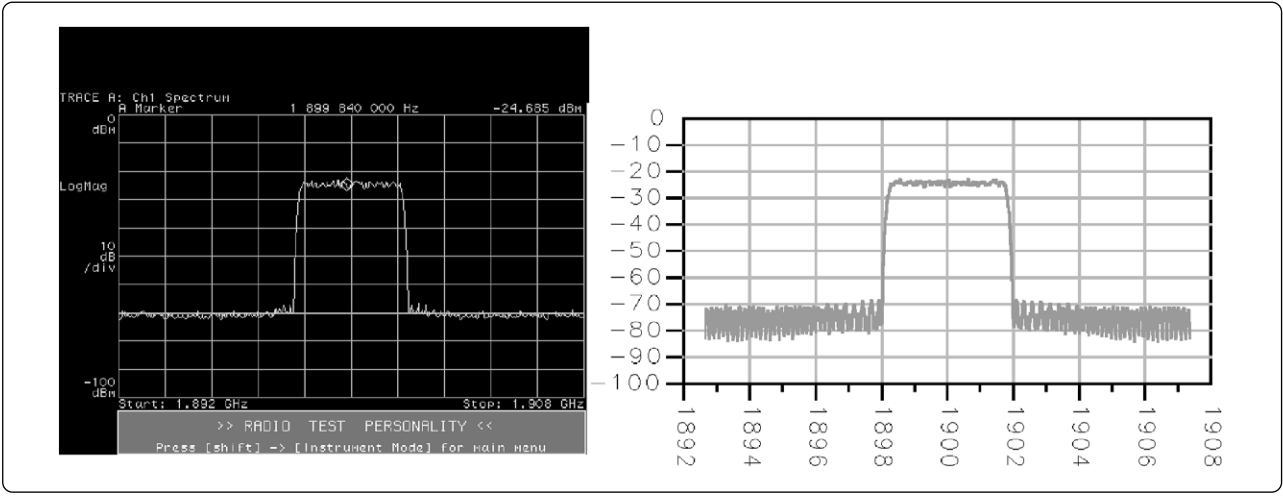 TRACE A: Ch1 Spectrum
A Marker 1 899 840 000 Hz -24.685 dBm
0
dBm
LogMag
10
dB
/div
-100
dBm
Start: 1.892 GHz Stop: 1.908 GHz
>> RADIO TEST PERSONALITY <<
Press [shift] -> [Instrument Mode] for main menu
0
-10
-20
-30
-40
-50
-60
-70
-80
-90
-100
1892
1894
1896
1898
1900
1902
1904
1906
1908